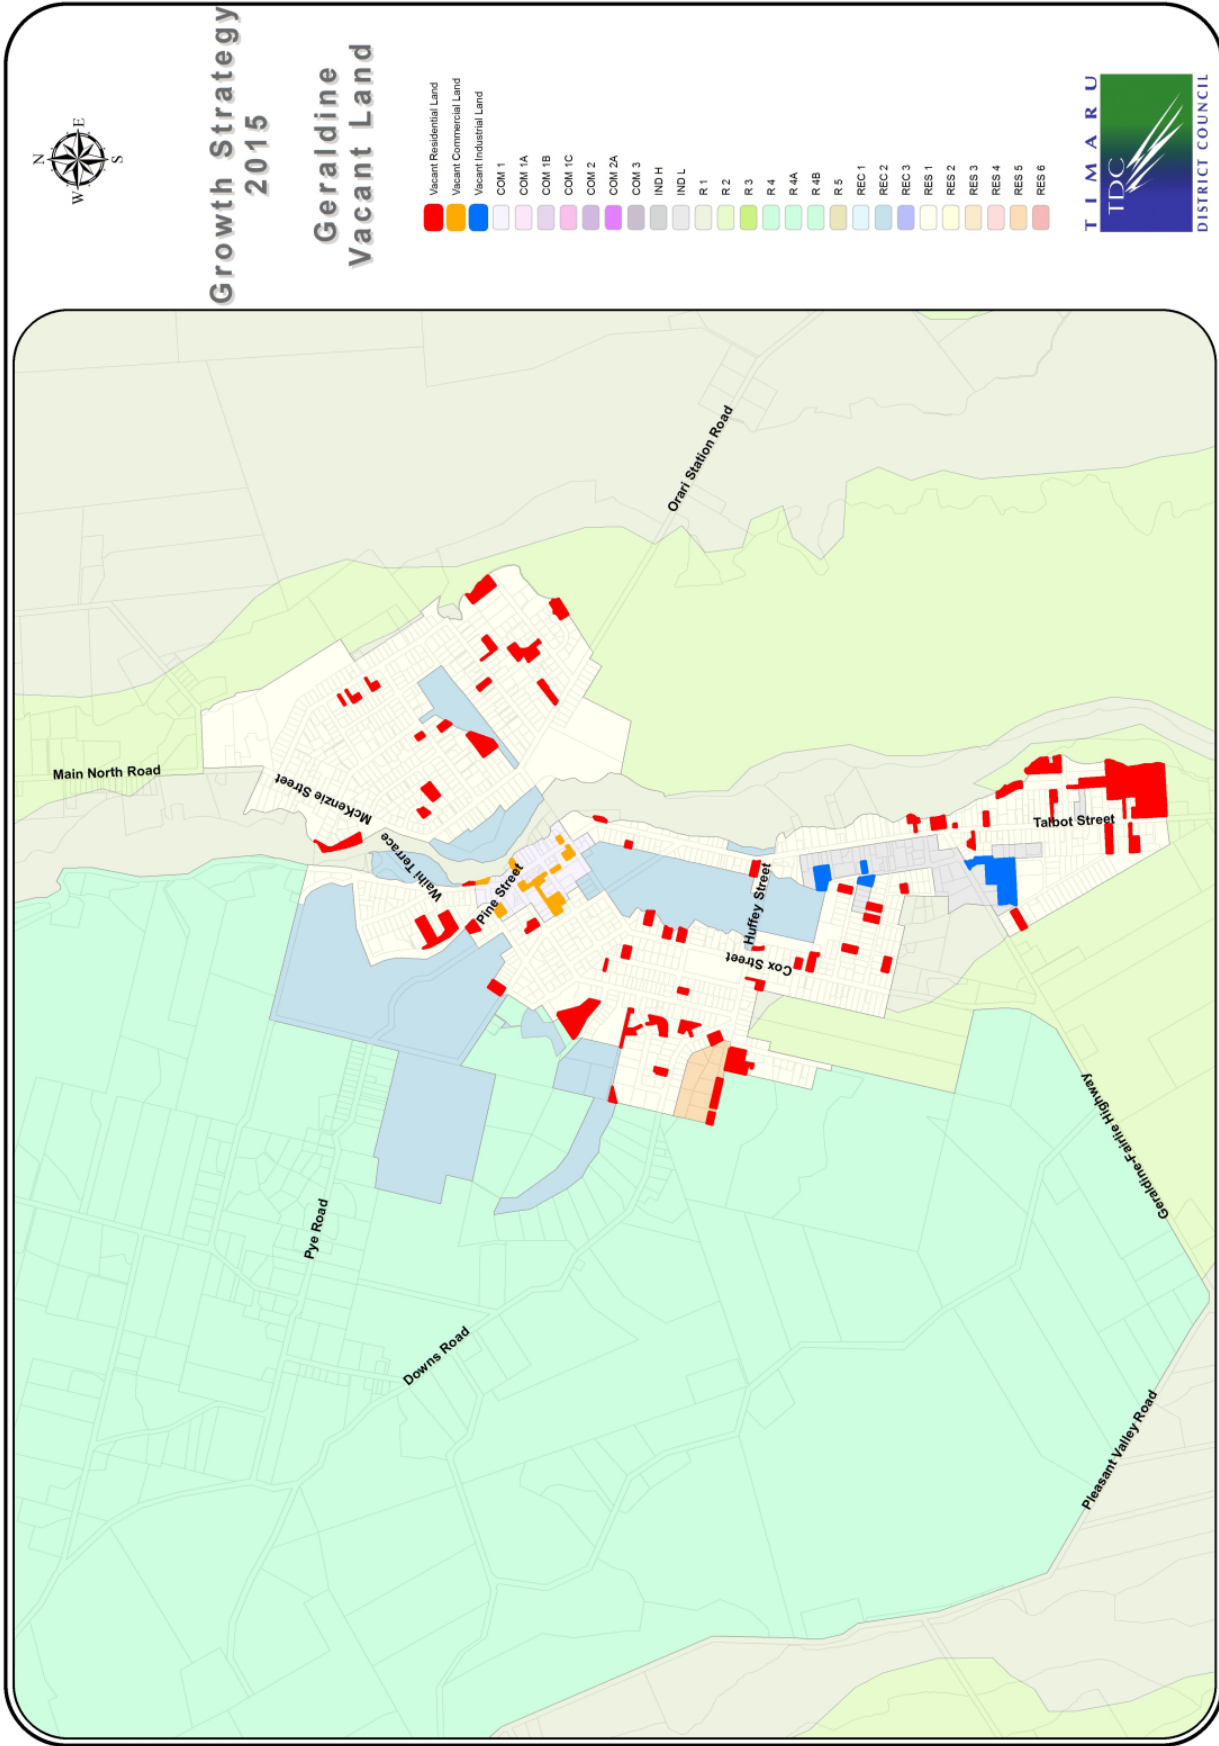 N
W
E
S
Growth Strategy
2015
Geraldine
Vacant Land
Vacant Residential Land
Vacant Commercial Land
Vacant Industrial Land
COM 1
COM 1A
COM 1B
COM 1C
COM 2
COM 2A
COM 3
IND H
IND L
R 1
R 2
R 3
R 4
R 4A
R 4B
R 5
REC 1
REC 2
REC 3
RES 1
RES 2
RES 3
RES 4
RES 5
RES 6
TIMARU
TDC
DISTRICT COUNCIL
Orari Station Road
Main North Road
McKenzie Street
Waihi Terrace
Pine Street
Talbot Street
Huffey Street
Cox Street
Pye Road
Downs Road
Geraldine-Fairlie Highway
Pleasant Valley Road